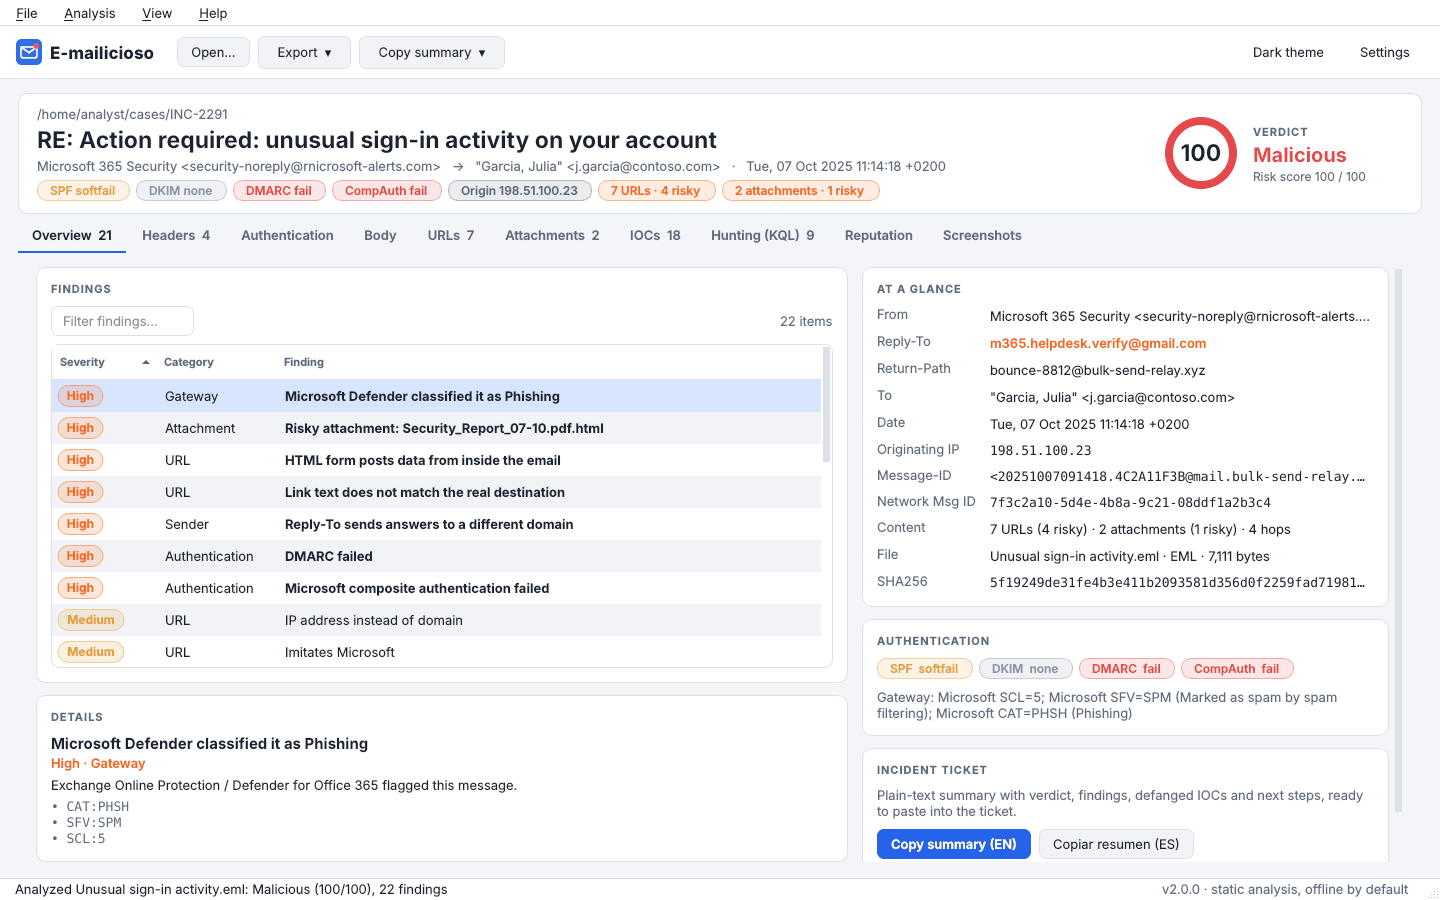 File Analysis View Help
E-mailicioso Open... Export ▾ Copy summary ▾ Dark theme Settings
/home/analyst/cases/INC-2291
RE: Action required: unusual sign-in activity on your account
Microsoft 365 Security <security-noreply@rnicrosoft-alerts.com> → "Garcia, Julia" <j.garcia@contoso.com> · Tue, 07 Oct 2025 11:14:18 +0200
SPF softfail DKIM none DMARC fail CompAuth fail Origin 198.51.100.23 7 URLs · 4 risky 2 attachments · 1 risky
100
VERDICT
Malicious
Risk score 100 / 100
Overview 21 Headers 4 Authentication Body URLs 7 Attachments 2 IOCs 18 Hunting (KQL) 9 Reputation Screenshots
FINDINGS
Filter findings... 22 items
Severity Category Finding
High Gateway Microsoft Defender classified it as Phishing
High Attachment Risky attachment: Security_Report_07-10.pdf.html
High URL HTML form posts data from inside the email
High URL Link text does not match the real destination
High Sender Reply-To sends answers to a different domain
High Authentication DMARC failed
High Authentication Microsoft composite authentication failed
Medium URL IP address instead of domain
Medium URL Imitates Microsoft
DETAILS
Microsoft Defender classified it as Phishing
High · Gateway
Exchange Online Protection / Defender for Office 365 flagged this message.
• CAT:PHSH
• SFV:SPM
• SCL:5
AT A GLANCE
From Microsoft 365 Security <security-noreply@rnicrosoft-alerts....
Reply-To m365.helpdesk.verify@gmail.com
Return-Path bounce-8812@bulk-send-relay.xyz
To "Garcia, Julia" <j.garcia@contoso.com>
Date Tue, 07 Oct 2025 11:14:18 +0200
Originating IP 198.51.100.23
Message-ID <20251007091418.4C2A11F3B@mail.bulk-send-relay.…
Network Msg ID 7f3c2a10-5d4e-4b8a-9c21-08ddf1a2b3c4
Content 7 URLs (4 risky) · 2 attachments (1 risky) · 4 hops
File Unusual sign-in activity.eml · EML · 7,111 bytes
SHA256 5f19249de31fe4b3e411b2093581d356d0f2259fad71981…
AUTHENTICATION
SPF softfail DKIM none DMARC fail CompAuth fail
Gateway: Microsoft SCL=5; Microsoft SFV=SPM (Marked as spam by spam
filtering); Microsoft CAT=PHSH (Phishing)
INCIDENT TICKET
Plain-text summary with verdict, findings, defanged IOCs and next steps, ready
to paste into the ticket.
Copy summary (EN) Copiar resumen (ES)
Analyzed Unusual sign-in activity.eml: Malicious (100/100), 22 findings v2.0.0 · static analysis, offline by default